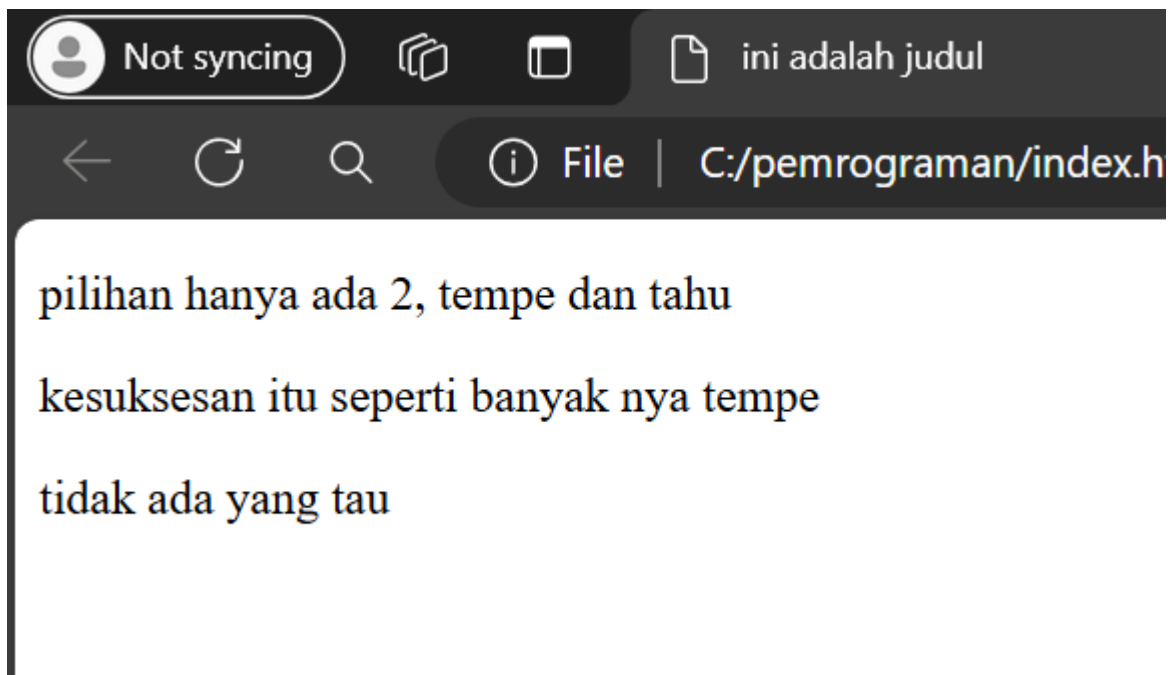 Not syncing
ini adalah judul
File | C:/pemrograman/index.h
pilihan hanya ada 2, tempe dan tahu
kesuksesan itu seperti banyak nya tempe
tidak ada yang tau